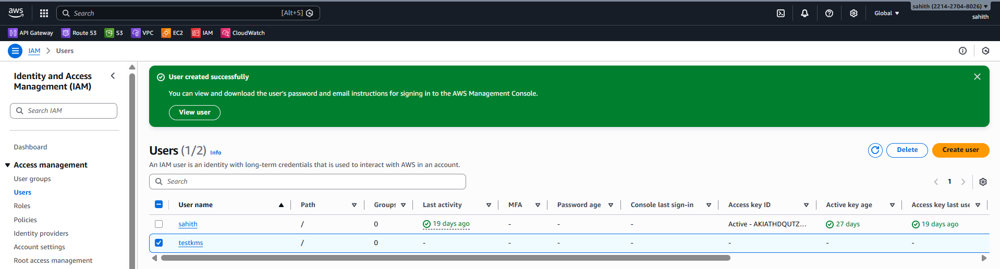 aws
Search
[Alt+S]
Global
sahith (2214-2704-8026)
sahith
API Gateway
Route 53
S3
VPC
EC2
IAM
CloudWatch
IAM
Users
Identity and Access
Management (IAM)
Search IAM
Dashboard
Access management
User groups
Users
Roles
Policies
Identity providers
Account settings
Root access management
User created successfully
You can view and download the user's password and email instructions for signing in to the AWS Management Console.
View user
Users (1/2) Info
Delete
Create user
An IAM user is an identity with long-term credentials that is used to interact with AWS in an account.
Search
1
User name Path Groups Last activity MFA Password age Console last sign-in Access key ID Active key age Access key last use
sahith / 0 19 days ago - - - Active - AKIATHDQUTZ... 27 days 19 days ago
testkms / 0 - - - - - - -